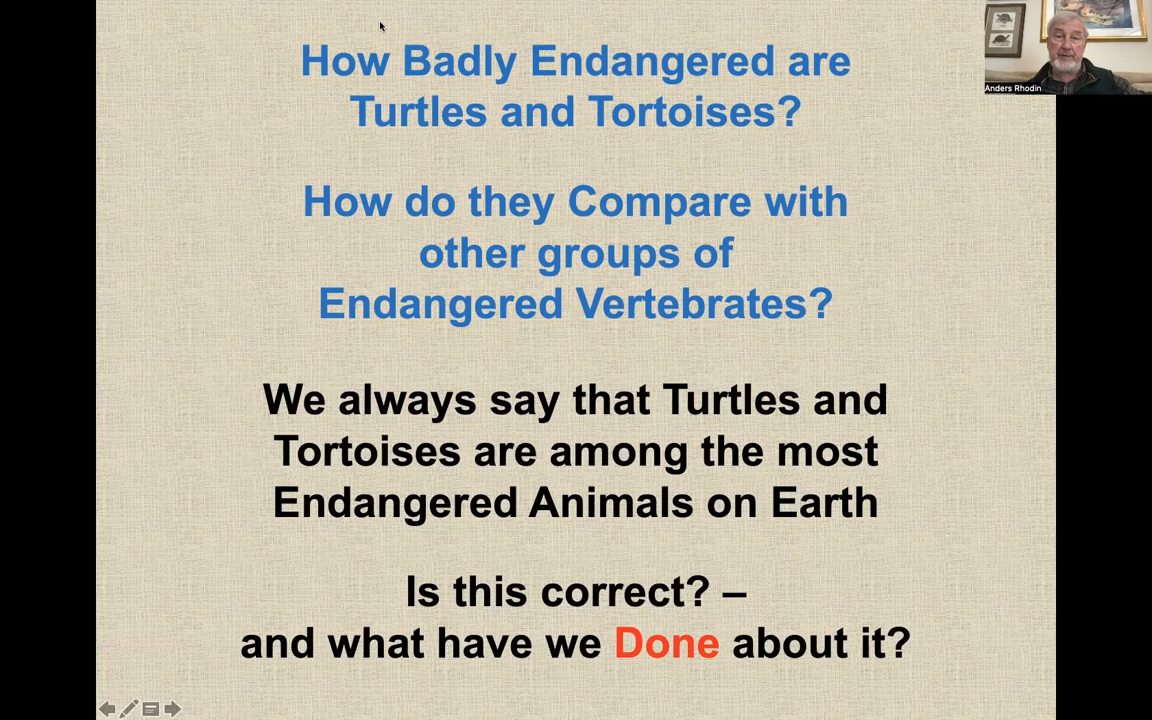 How Badly Endangered are
Turtles and Tortoises?
How do they Compare with
other groups of
Endangered Vertebrates?
We always say that Turtles and
Tortoises are among the most
Endangered Animals on Earth
Is this correct? –
and what have we Done about it?
Anders Rhodin